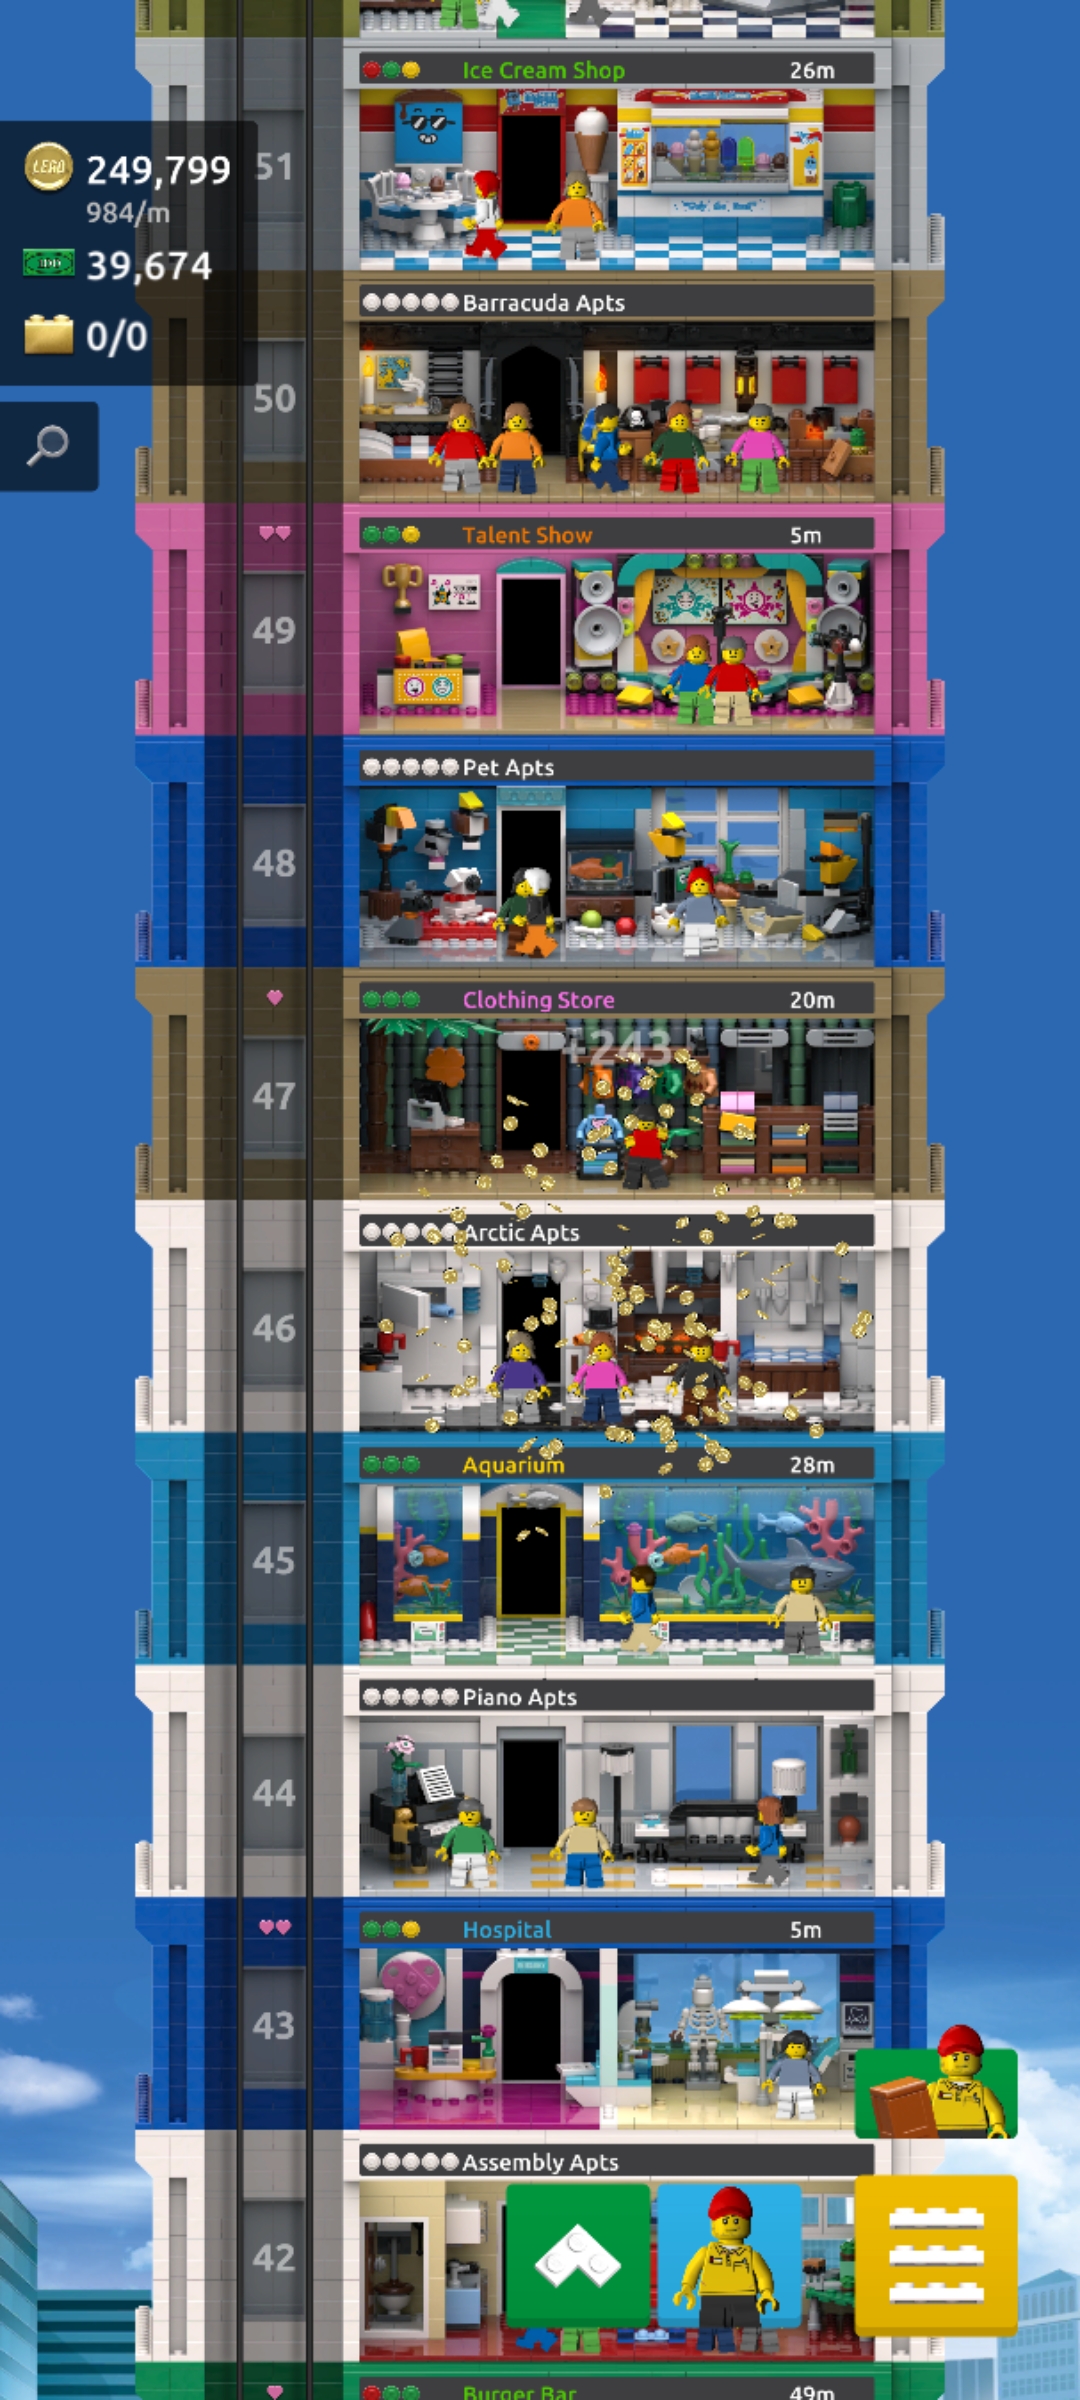 Ice Cream Shop 26m
51
LEGO 249,799
984/m
39,674
0/0
Barracuda Apts
50
Talent Show 5m
49
Pet Apts
48
Clothing Store 20m
+243
47
Arctic Apts
46
Aquarium 28m
45
Piano Apts
44
Hospital 5m
43
Assembly Apts
42
Burger Bar 49m